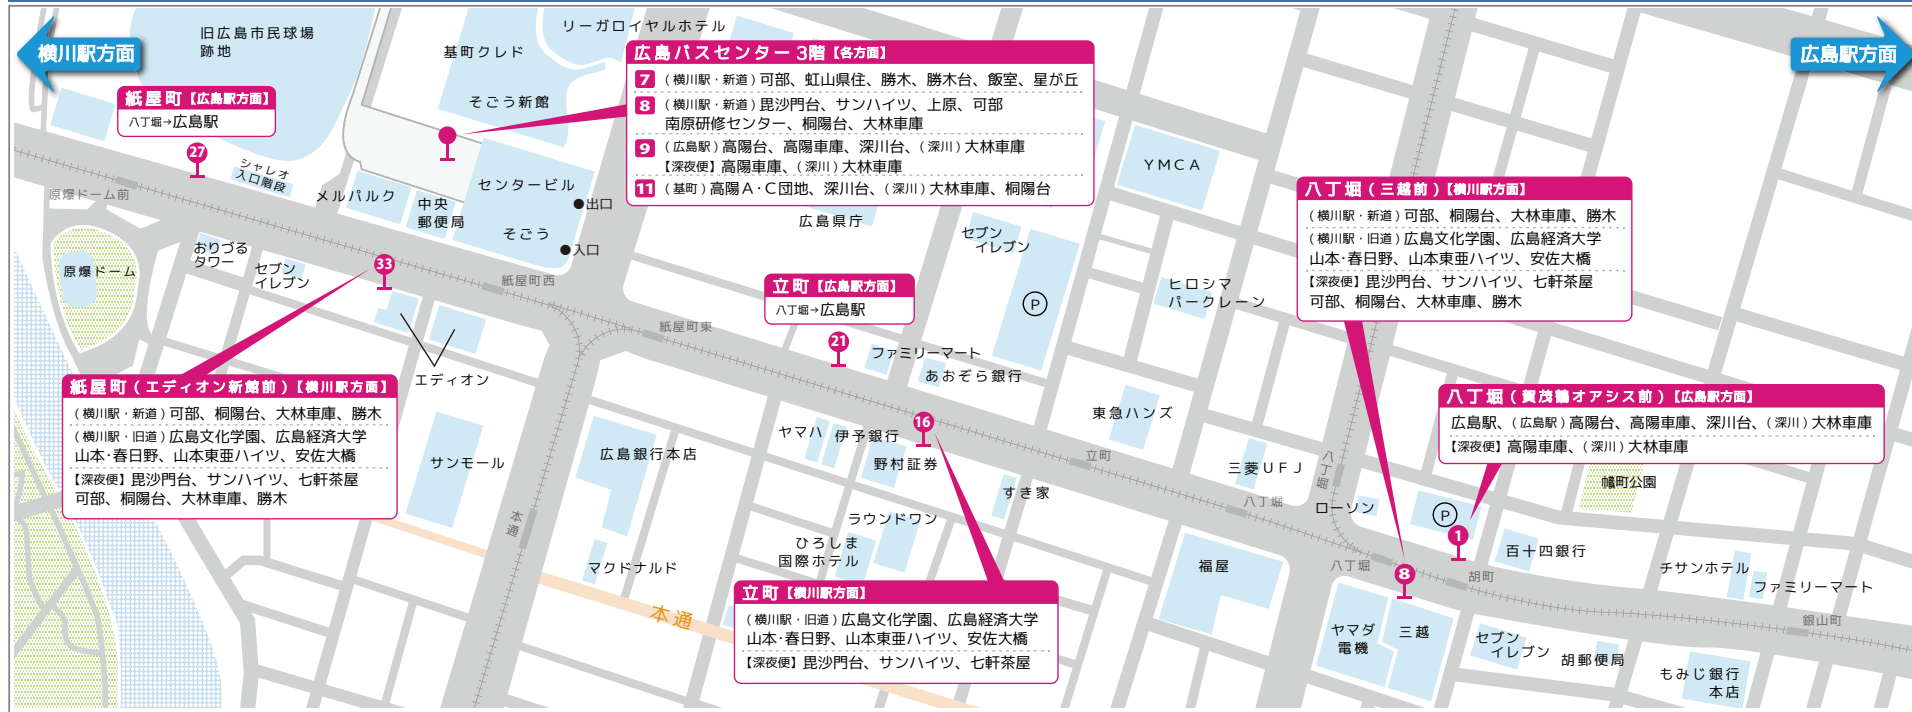 横川駅方面
旧広島市民球場
跡地
基町クレド
リーガロイヤルホテル
広島駅方面
紙屋町【広島駅方面】
八丁堀→広島駅
27
そごう新館
広島バスセンター 3階【各方面】
7 (横川駅・新道)可部、虹山県住、勝木、勝木台、飯室、星が丘
8 (横川駅・新道)毘沙門台、サンハイツ、上原、可部
南原研修センター、桐陽台、大林車庫
9 (広島駅)高陽台、高陽車庫、深川台、(深川)大林車庫
【深夜便】高陽車庫、(深川)大林車庫
11 (基町)高陽A・C団地、深川台、(深川)大林車庫、桐陽台
シャレオ
入口階段
原爆ドーム前
メルパルク
中央
郵便局
センタービル
●出口
そごう
●入口
広島県庁
YMCA
セブン
イレブン
P
ヒロシマ
パークレーン
八丁堀(三越前)【横川駅方面】
(横川駅・新道)可部、桐陽台、大林車庫、勝木
(横川駅・旧道)広島文化学園、広島経済大学
山本・春日野、山本東亜ハイツ、安佐大橋
【深夜便】毘沙門台、サンハイツ、七軒茶屋
可部、桐陽台、大林車庫、勝木
原爆ドーム
おりづる
タワー
セブン
イレブン
33
紙屋町西
紙屋町東
立町【広島駅方面】
八丁堀→広島駅
21
ファミリーマート
あおぞら銀行
エディオン
紙屋町(エディオン新館前)【横川駅方面】
(横川駅・新道)可部、桐陽台、大林車庫、勝木
(横川駅・旧道)広島文化学園、広島経済大学
山本・春日野、山本東亜ハイツ、安佐大橋
【深夜便】毘沙門台、サンハイツ、七軒茶屋
可部、桐陽台、大林車庫、勝木
サンモール
本通
広島銀行本店
マクドナルド
本通
ヤマハ
伊予銀行
16
野村証券
ラウンドワン
ひろしま
国際ホテル
すき家
東急ハンズ
立町
三菱UFJ
八丁堀
八丁堀
ローソン
八丁堀(賀茂鶴オアシス前)【広島駅方面】
広島駅、(広島駅)高陽台、高陽車庫、深川台、(深川)大林車庫
【深夜便】高陽車庫、(深川)大林車庫
幟町公園
P
1
百十四銀行
福屋
八丁堀
8
胡町
チサンホテル
ファミリーマート
銀山町
立町【横川駅方面】
(横川駅・旧道)広島文化学園、広島経済大学
山本・春日野、山本東亜ハイツ、安佐大橋
【深夜便】毘沙門台、サンハイツ、七軒茶屋
ヤマダ
電機
三越
セブン
イレブン
胡郵便局
もみじ銀行
本店